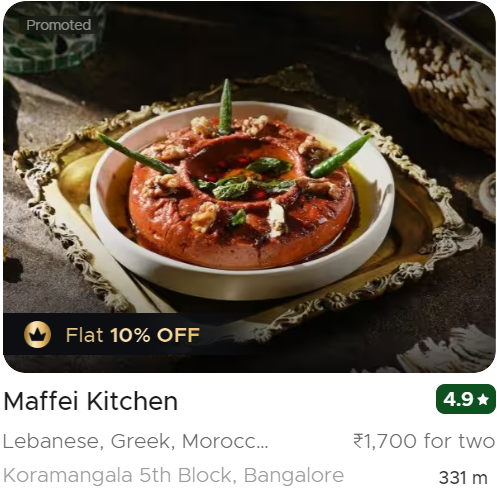 Promoted
Flat 10% OFF
Maffei Kitchen
4.9★
Lebanese, Greek, Morocc...
₹1,700 for two
Koramangala 5th Block, Bangalore
331 m